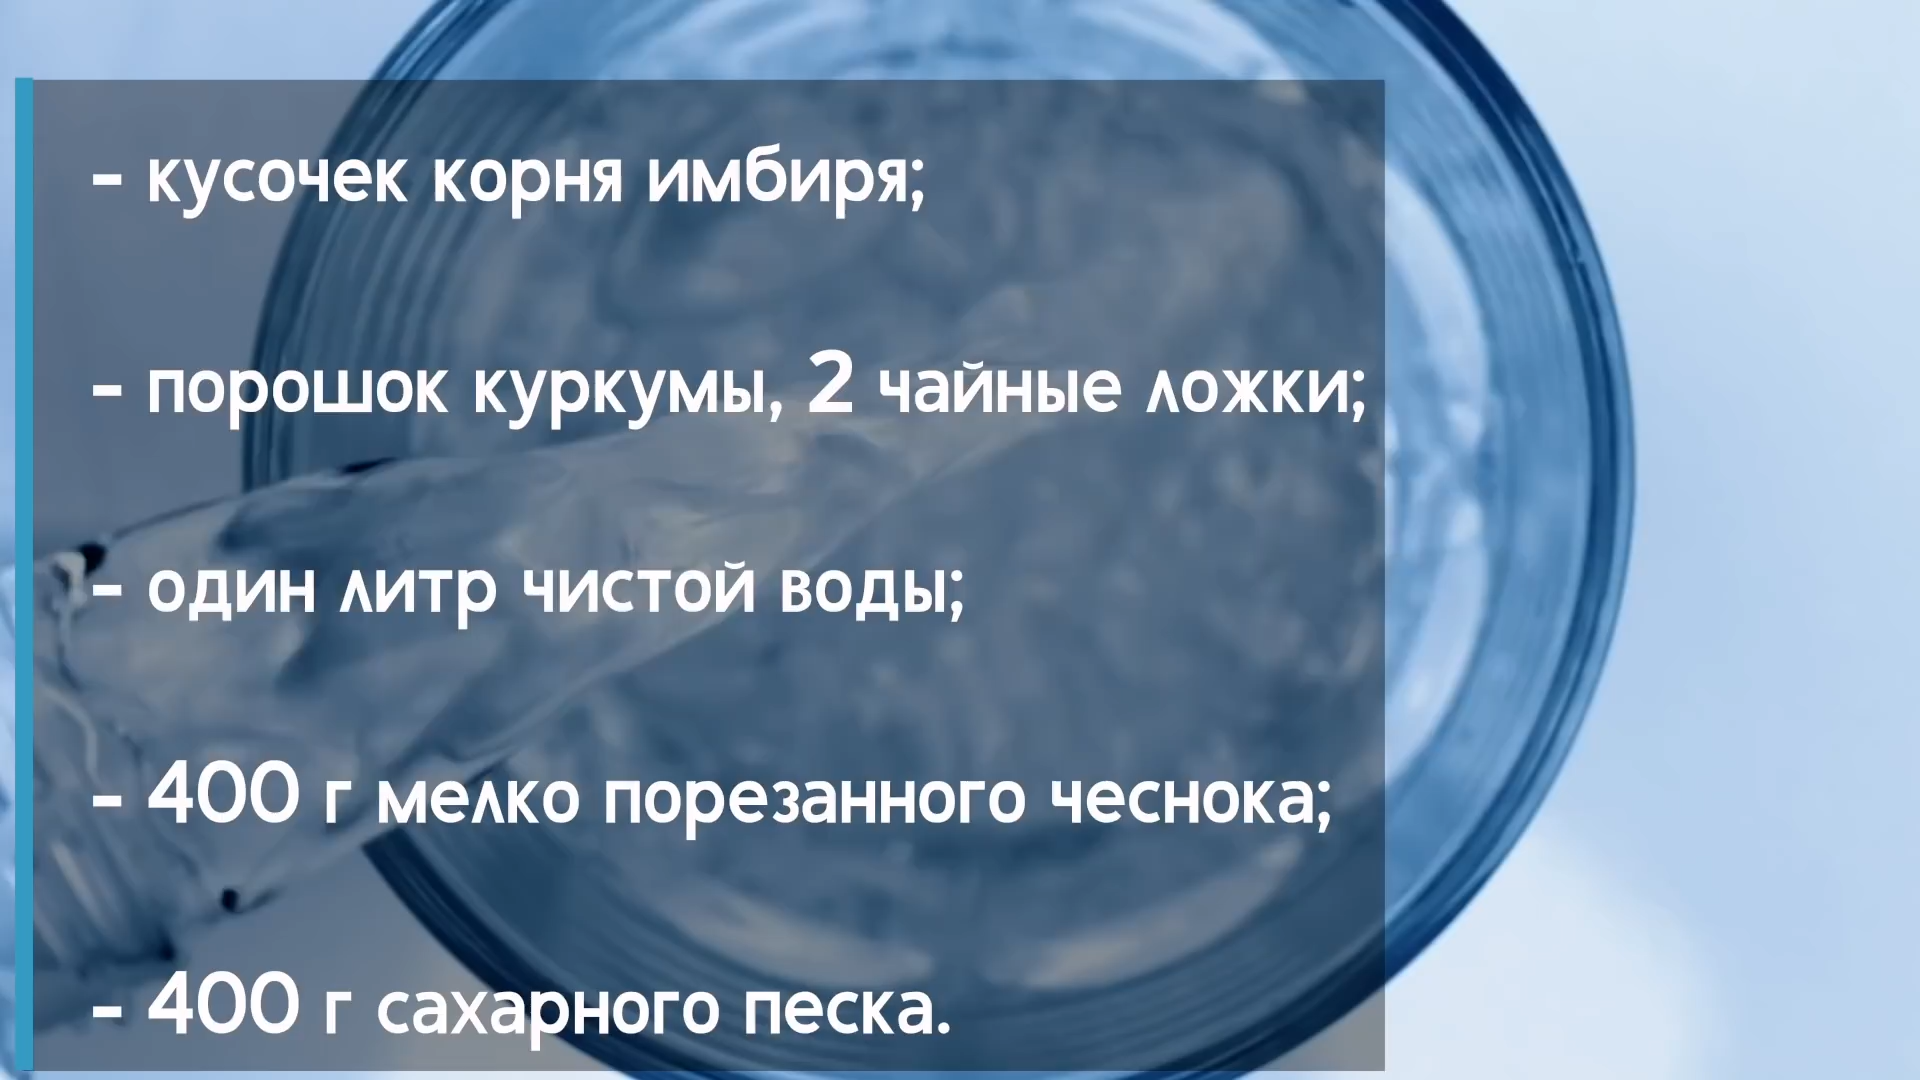 - кусочек корня имбиря;
- порошок куркумы, 2 чайные ложки;
- один литр чистой воды;
- 400 г мелко порезанного чеснока;
- 400 г сахарного песка.